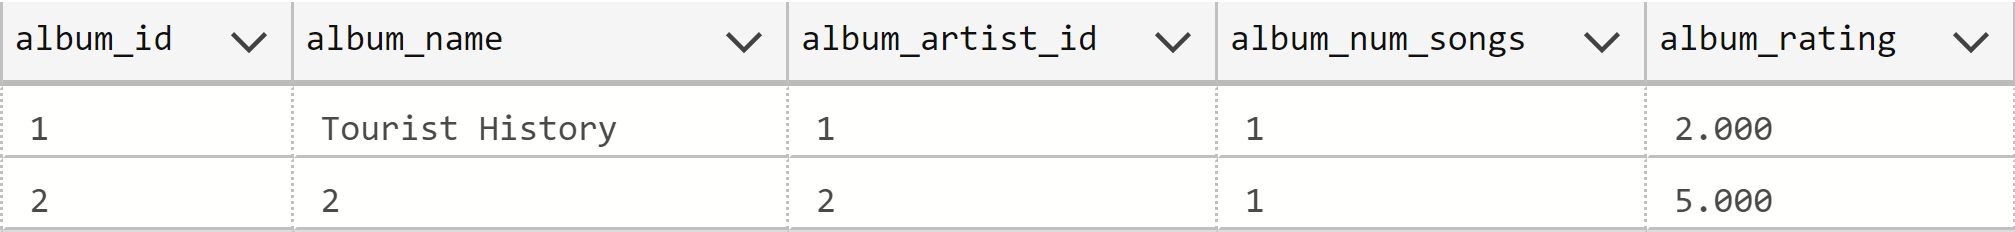 album_id album_name album_artist_id album_num_songs album_rating
1 Tourist History 1 1 2.000
2 2 2 1 5.000